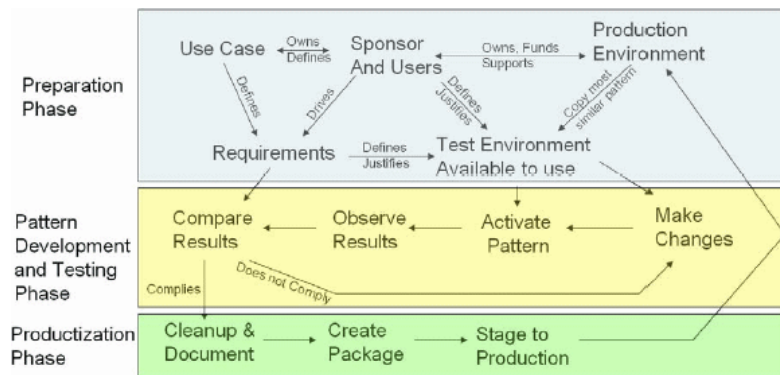 Preparation
Phase
Use Case
Owns
Defines
Sponsor
And Users
Owns, Funds
Supports
Production
Environment
Defines
Drives
Defines
Justifies
Copy most
similar pattern
Requirements
Defines
Justifies
Test Environment
Available to use
Pattern
Development
and Testing
Phase
Compare
Results
Observe
Results
Activate
Pattern
Make
Changes
Complies
Does not Comply
Productization
Phase
Cleanup &
Document
Create
Package
Stage to
Production